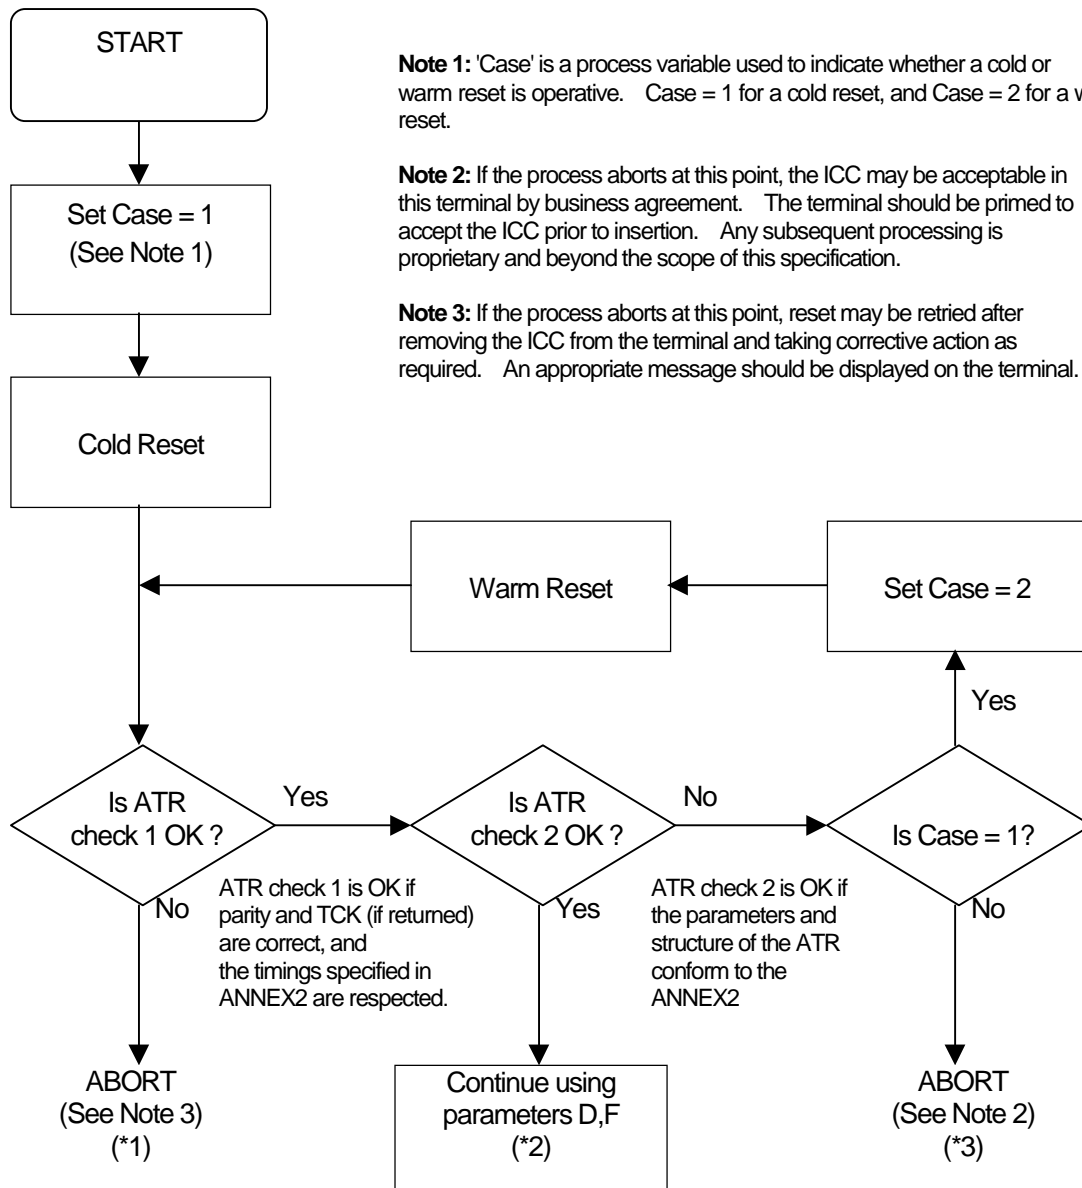 START
Note 1: 'Case' is a process variable used to indicate whether a cold or
warm reset is operative. Case = 1 for a cold reset, and Case = 2 for a
reset.
Note 2: If the process aborts at this point, the ICC may be acceptable in
this terminal by business agreement. The terminal should be primed to
accept the ICC prior to insertion. Any subsequent processing is
proprietary and beyond the scope of this specification.
Note 3: If the process aborts at this point, reset may be retried after
removing the ICC from the terminal and taking corrective action as
required. An appropriate message should be displayed on the terminal.
Set Case = 1
(See Note 1)
Cold Reset
Warm Reset
Set Case = 2
Yes
Is ATR
check 1 OK ?
Yes
Is ATR
check 2 OK ?
No
Is Case = 1?
No
ATR check 1 is OK if
parity and TCK (if returned)
are correct, and
the timings specified in
ANNEX2 are respected.
Yes
ATR check 2 is OK if
the parameters and
structure of the ATR
conform to the
ANNEX2
No
ABORT
(See Note 3)
(*1)
Continue using
parameters D,F
(*2)
ABORT
(See Note 2)
(*3)